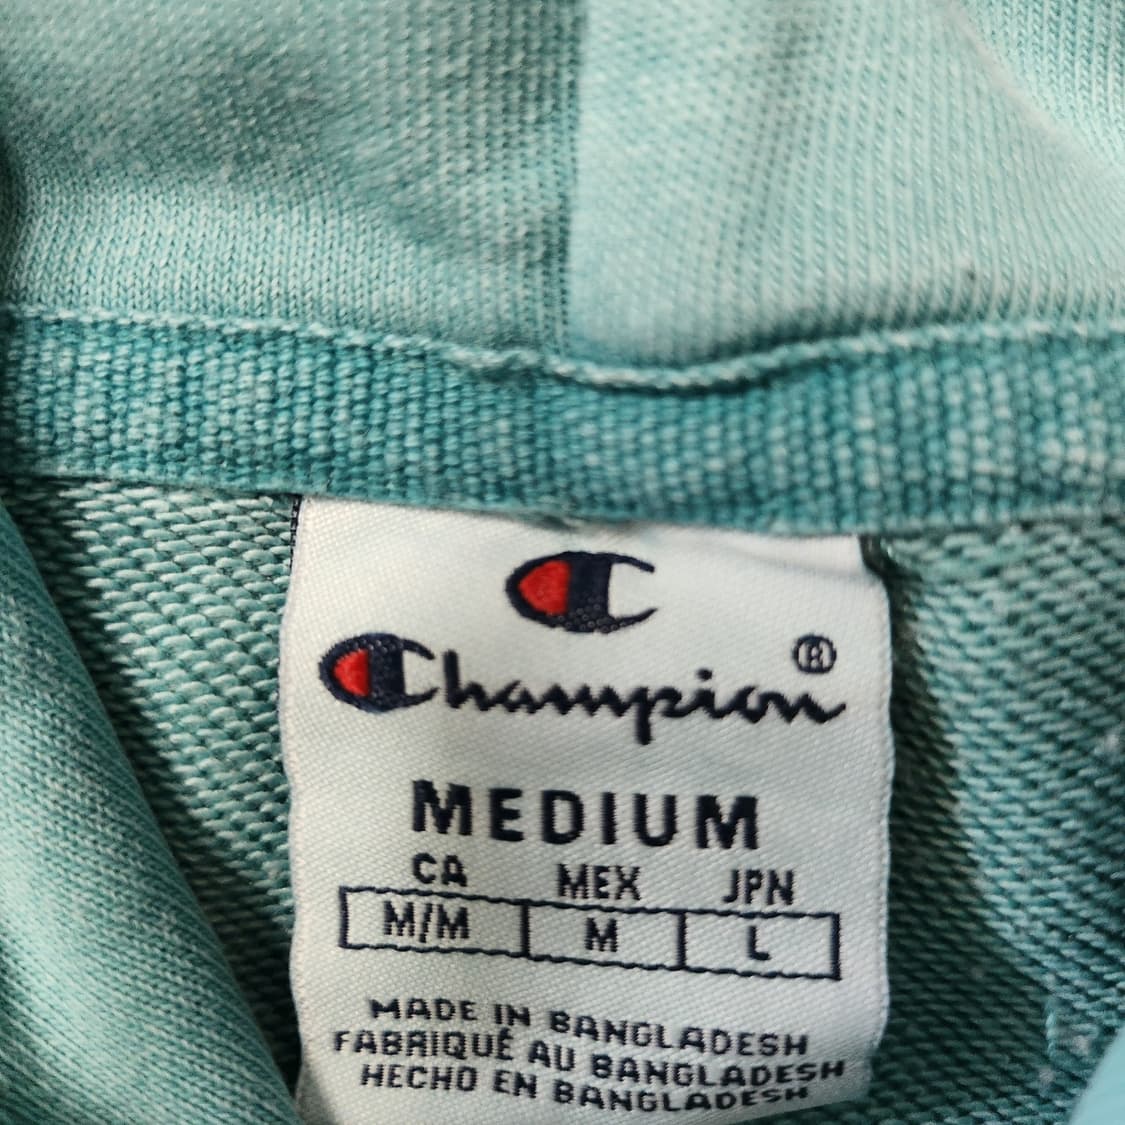 C
Champion®
MEDIUM
CA MEX JPN
M/M M L
MADE IN BANGLADESH
FABRIQUÉ AU BANGLADESH
HECHO EN BANGLADESH